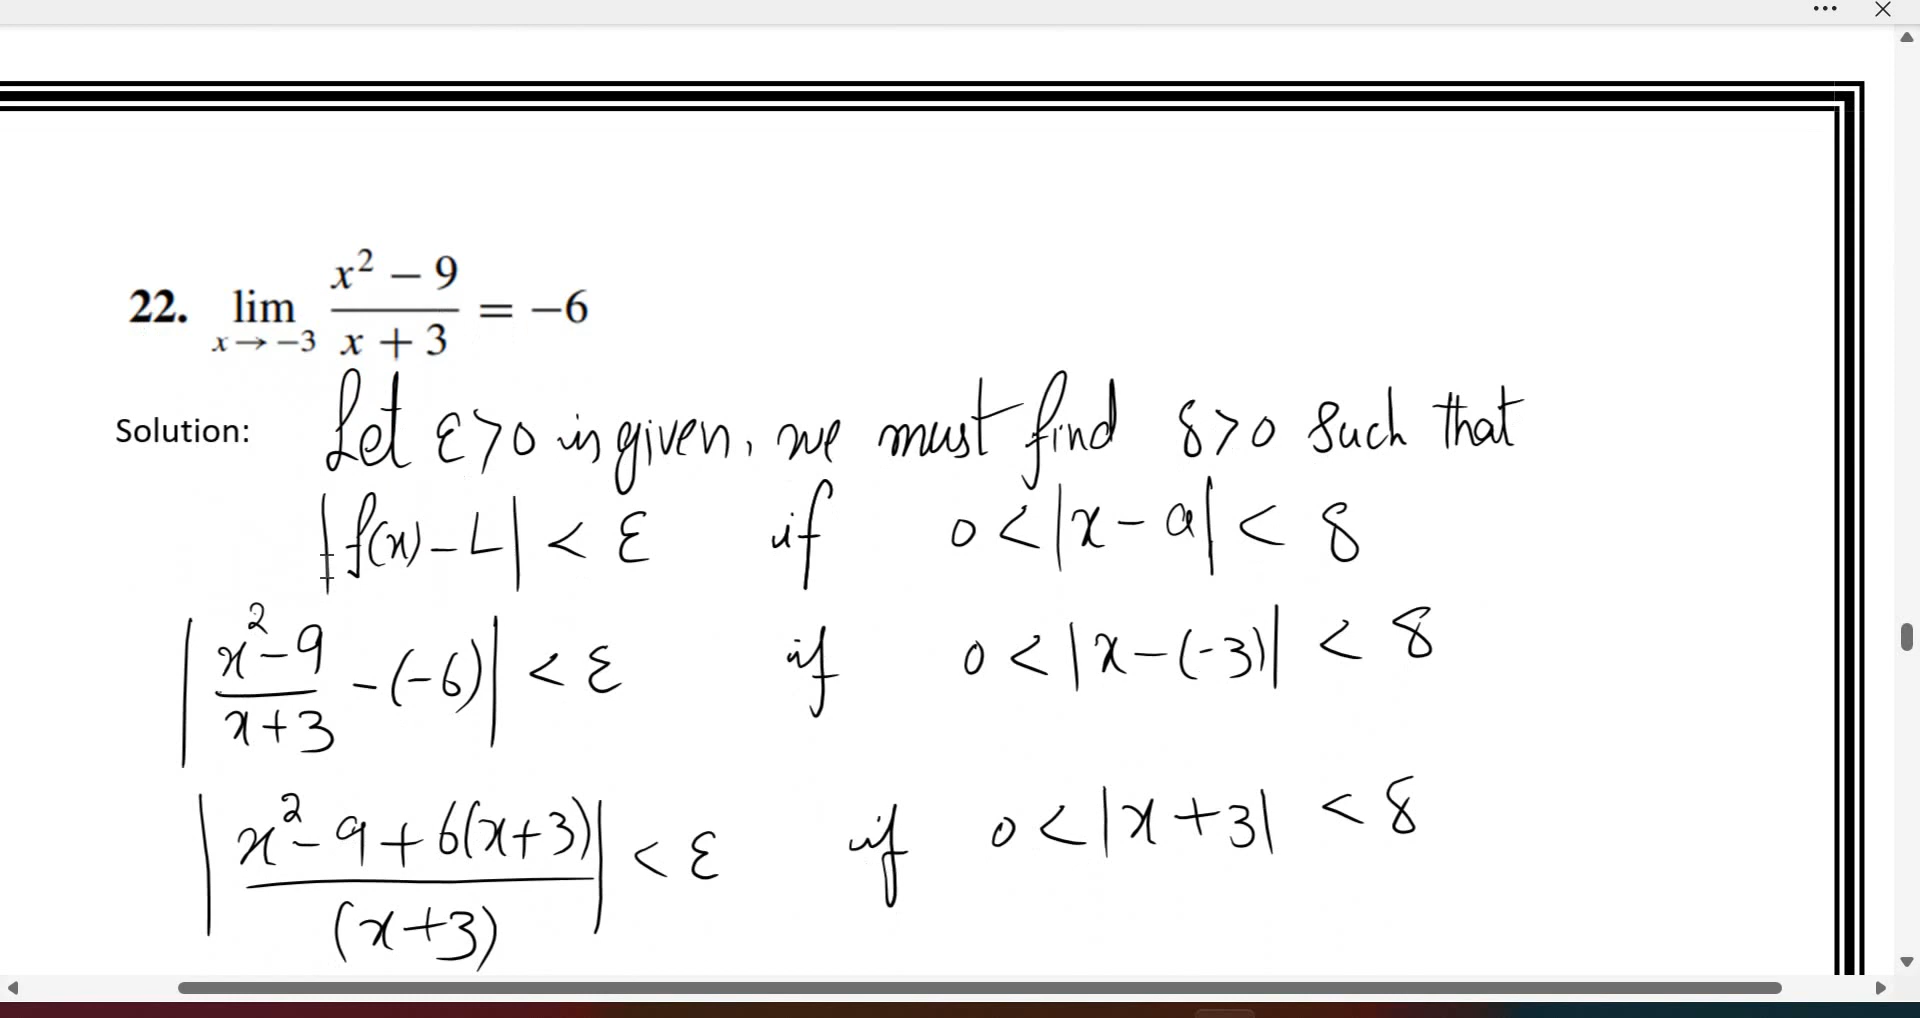 22. lim x→−3 (x² − 9)/(x + 3) = −6
Solution: Let ε>0 is given, we must find δ>0 such that
|f(x) − L| < ε if 0 < |x − a| < δ
|(x²−9)/(x+3) − (−6)| < ε if 0 < |x − (−3)| < δ
|(x² − 9 + 6(x+3))/(x+3)| < ε if 0 < |x + 3| < δ